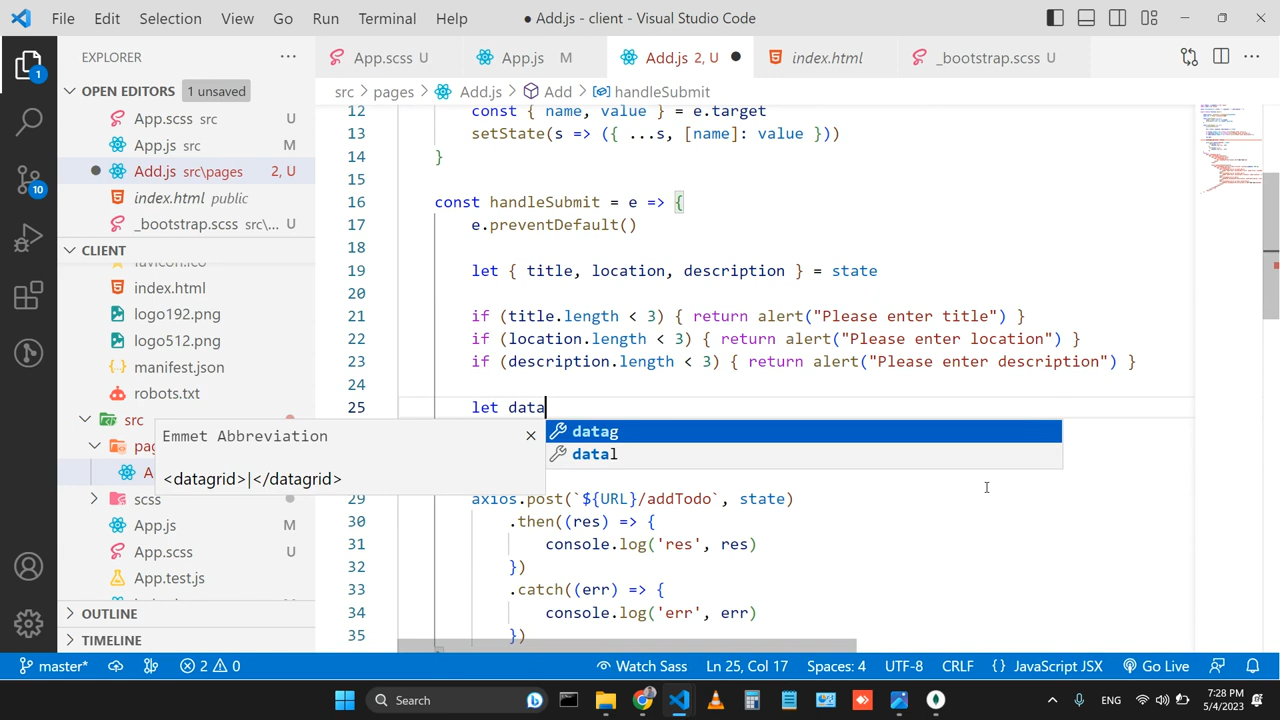 File Edit Selection View Go Run Terminal Help
● Add.js - client - Visual Studio Code
EXPLORER
App.scss U
App.js M
Add.js 2, U
index.html
_bootstrap.scss U
OPEN EDITORS 1 unsaved
App.scss src U
App.js src M
Add.js src\pages 2, U
index.html public
_bootstrap.scss src\... U
CLIENT
favicon.ico
index.html
logo192.png
logo512.png
manifest.json
robots.txt
src
scss
App.js M
App.scss U
App.test.js
OUTLINE
TIMELINE
1
10
src > pages > Add.js > Add > handleSubmit
12 const { name, value } = e.target
13 setState(s => ({ ...s, [name]: value }))
14 }
15
16 const handleSubmit = e => {
17 e.preventDefault()
18
19 let { title, location, description } = state
20
21 if (title.length < 3) { return alert("Please enter title") }
22 if (location.length < 3) { return alert("Please enter location") }
23 if (description.length < 3) { return alert("Please enter description") }
24
25 let data
Emmet Abbreviation
<datagrid>|</datagrid>
datag
datal
29 axios.post(`${URL}/addTodo`, state)
30 .then((res) => {
31 console.log('res', res)
32 })
33 .catch((err) => {
34 console.log('err', err)
35 })
master* 2 0 Watch Sass Ln 25, Col 17 Spaces: 4 UTF-8 CRLF {} JavaScript JSX Go Live
Search
ENG
7:28 PM
5/4/2023